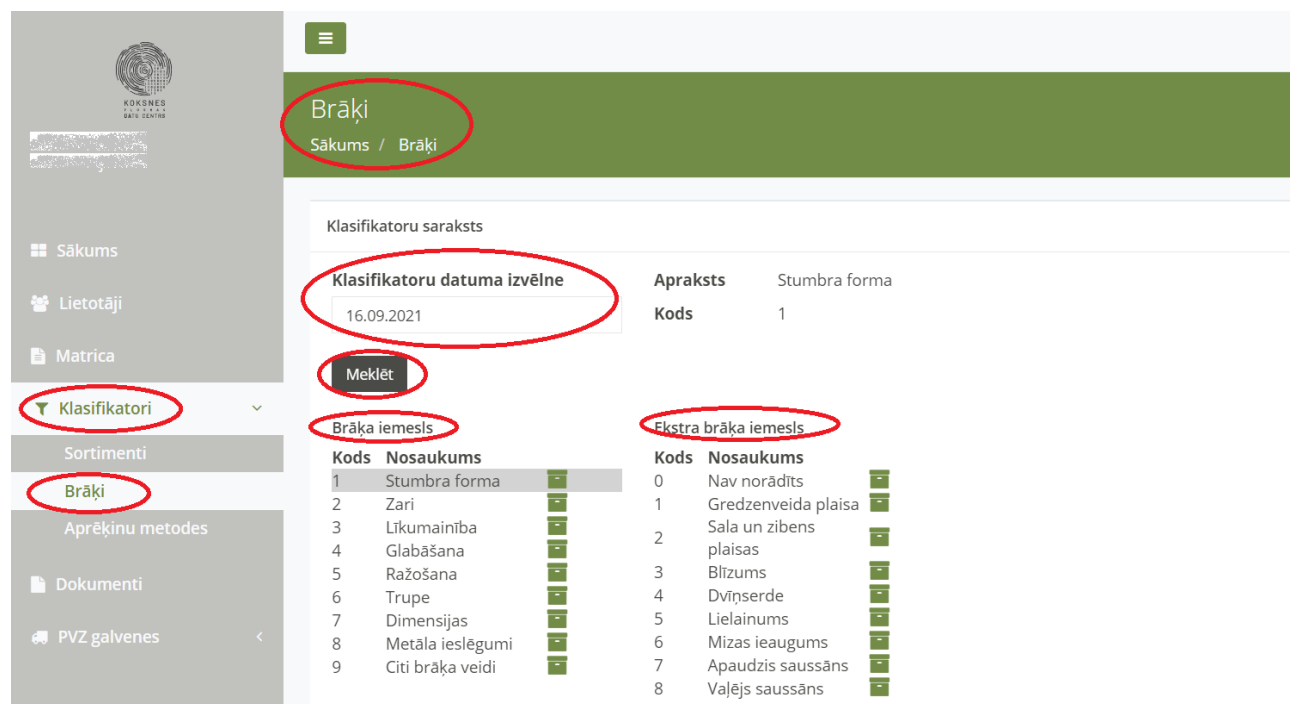 KOKSNES
PLŪSMAS
DATU CENTRS
Sākums
Lietotāji
Matrica
Klasifikatori
Sortimenti
Brāķi
Aprēķinu metodes
Dokumenti
PVZ galvenes
Brāķi
Sākums / Brāķi
Klasifikatoru saraksts
Klasifikatoru datuma izvēlne
16.09.2021
Meklēt
Apraksts Stumbra forma
Kods 1
Brāķa iemesls
Kods Nosaukums
1 Stumbra forma
2 Zari
3 Līkumainība
4 Glabāšana
5 Ražošana
6 Trupe
7 Dimensijas
8 Metāla ieslēgumi
9 Citi brāķa veidi
Ekstra brāķa iemesls
Kods Nosaukums
0 Nav norādīts
1 Gredzenveida plaisa
2 Sala un zibens
plaisas
3 Blīzums
4 Dvīņserde
5 Lielainums
6 Mizas ieaugums
7 Apaudzis saussāns
8 Vaļējs saussāns